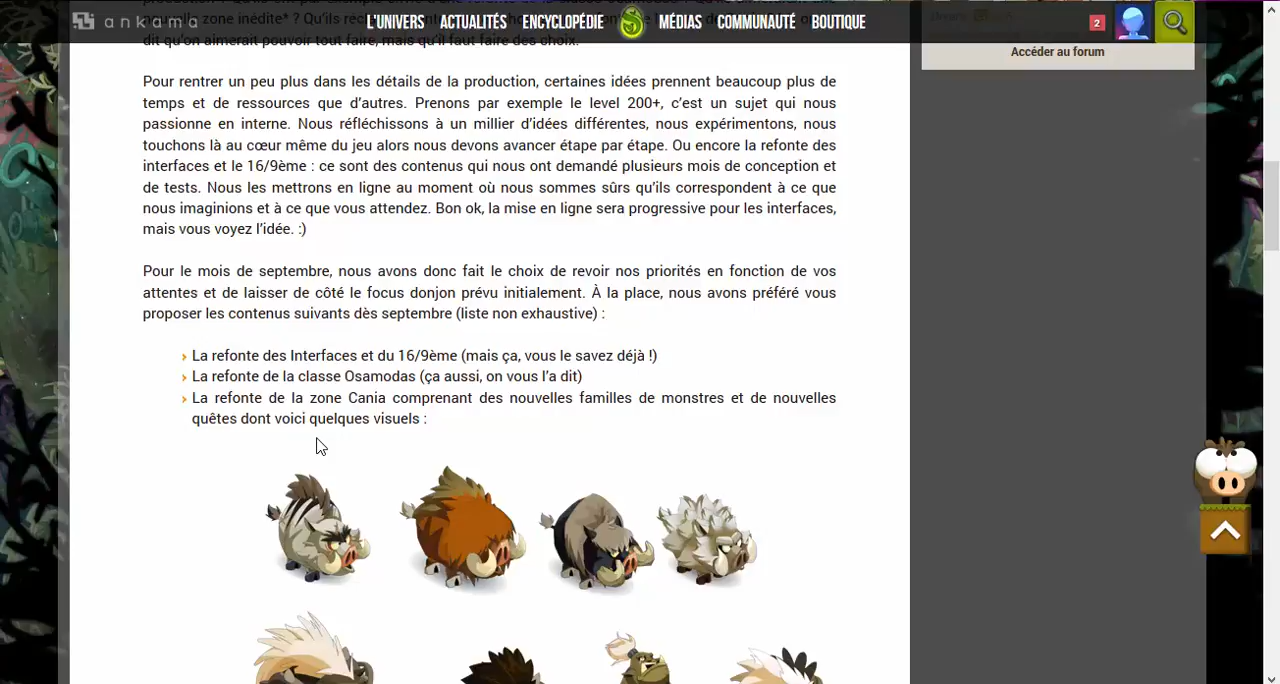 ankama
L'UNIVERS ACTUALITÉS ENCYCLOPÉDIE MÉDIAS COMMUNAUTÉ BOUTIQUE
2
dit qu'on aimerait pouvoir tout faire, mais qu'il faut faire des choix.
Accéder au forum
Pour rentrer un peu plus dans les détails de la production, certaines idées prennent beaucoup plus de
temps et de ressources que d'autres. Prenons par exemple le level 200+, c'est un sujet qui nous
passionne en interne. Nous réfléchissons à un millier d'idées différentes, nous expérimentons, nous
touchons là au cœur même du jeu alors nous devons avancer étape par étape. Ou encore la refonte des
interfaces et le 16/9ème : ce sont des contenus qui nous ont demandé plusieurs mois de conception et
de tests. Nous les mettrons en ligne au moment où nous sommes sûrs qu'ils correspondent à ce que
nous imaginions et à ce que vous attendez. Bon ok, la mise en ligne sera progressive pour les interfaces,
mais vous voyez l'idée. :)
Pour le mois de septembre, nous avons donc fait le choix de revoir nos priorités en fonction de vos
attentes et de laisser de côté le focus donjon prévu initialement. À la place, nous avons préféré vous
proposer les contenus suivants dès septembre (liste non exhaustive) :
La refonte des Interfaces et du 16/9ème (mais ça, vous le savez déjà !)
La refonte de la classe Osamodas (ça aussi, on vous l'a dit)
La refonte de la zone Cania comprenant des nouvelles familles de monstres et de nouvelles
quêtes dont voici quelques visuels :